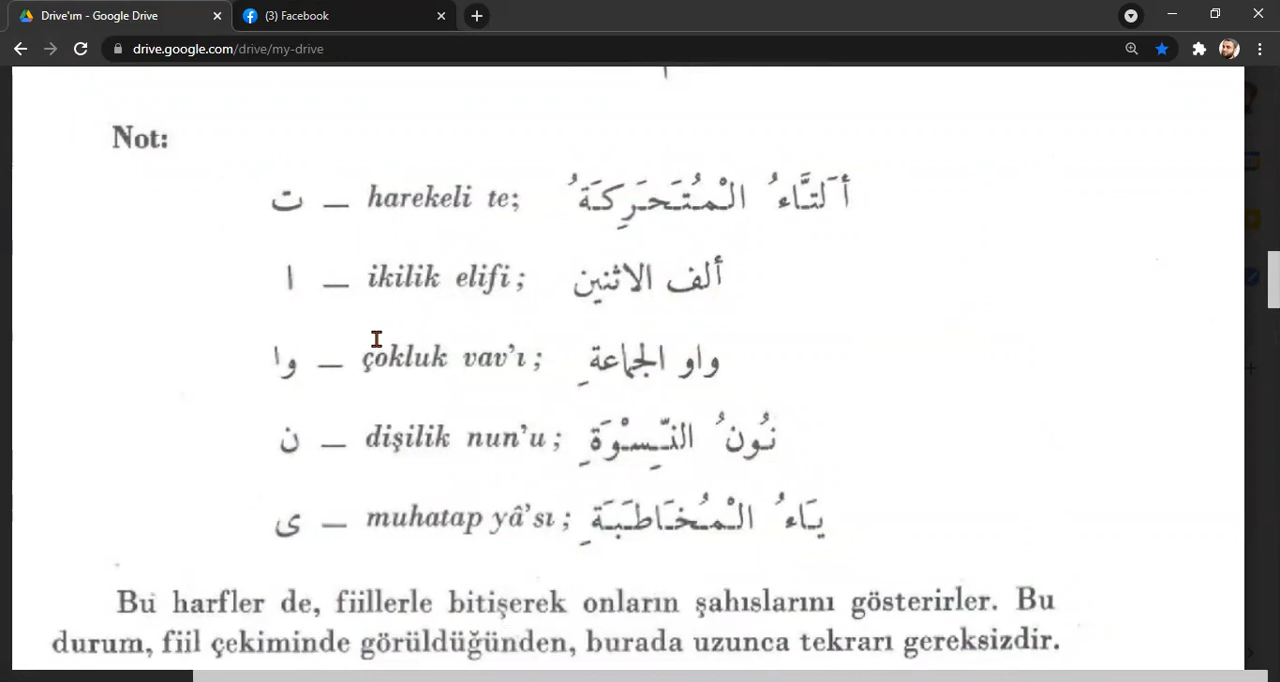 Drive'ım - Google Drive
(3) Facebook
drive.google.com/drive/my-drive
Not:
ت — harekeli te; أَلتَّاءُ الْمُتَحَرِكَةُ
ا — ikilik elifi; ألف الاثنين
وا — çokluk vav'ı; واو الجماعةِ
ن — dişilik nun'u; نُونُ النِّسْوَةِ
ى — muhatap yâ'sı; يَاءُ الْمُخَاطَبَةِ
Bu harfler de, fiillerle bitişerek onların şahıslarını gösterirler. Bu
durum, fiil çekiminde görüldüğünden, burada uzunca tekrarı gereksizdir.